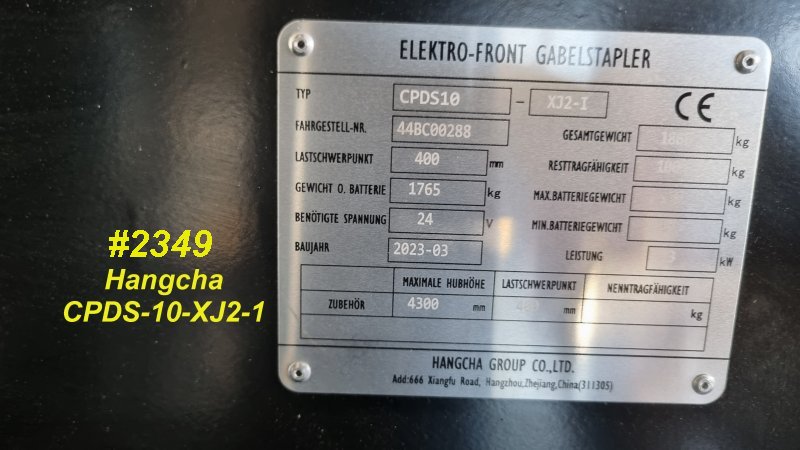 ELEKTRO-FRONT GABELSTAPLER
TYP CPDS10 - XJ2-I CE
FAHRGESTELL-NR. 44BC00288
GESAMTGEWICHT kg
LASTSCHWERPUNKT 400 mm
RESTTRAGFÄHIGKEIT kg
GEWICHT O. BATTERIE 1765 kg
MAX.BATTERIEGEWICHT kg
BENÖTIGTE SPANNUNG 24 V
MIN.BATTERIEGEWICHT kg
BAUJAHR 2023-03
LEISTUNG kW
MAXIMALE HUBHÖHE LASTSCHWERPUNKT NENNTRAGFÄHIGKEIT
ZUBEHÖR 4300 mm mm kg
HANGCHA GROUP CO.,LTD.
Add:666 Xiangfu Road, Hangzhou,Zhejiang,China(311305)
#2349
Hangcha
CPDS-10-XJ2-1